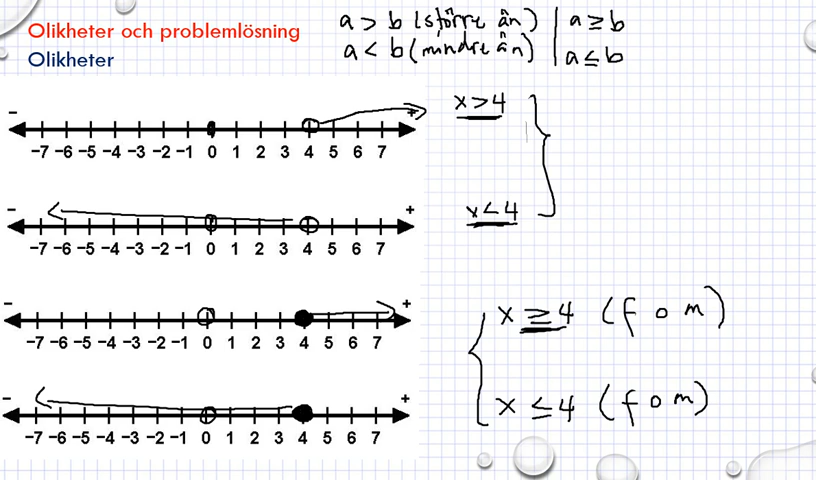 Olikheter och problemlösning
Olikheter
a > b (större än) | a ≥ b
a < b (mindre än) | a ≤ b
− +
−7 −6 −5 −4 −3 −2 −1 0 1 2 3 4 5 6 7
x > 4
− +
−7 −6 −5 −4 −3 −2 −1 0 1 2 3 4 5 6 7
x < 4
− +
−7 −6 −5 −4 −3 −2 −1 0 1 2 3 4 5 6 7
x ≥ 4 (f o m)
− +
−7 −6 −5 −4 −3 −2 −1 0 1 2 3 4 5 6 7
x ≤ 4 (f o m)